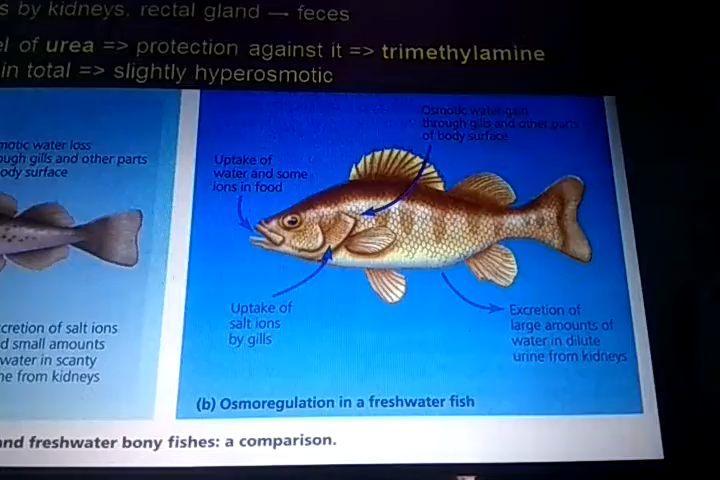 s by kidneys, rectal gland — feces
el of urea => protection against it => trimethylamine
in total => slightly hyperosmotic
motic water loss
ough gills and other parts
ody surface
cretion of salt ions
d small amounts
water in scanty
ne from kidneys
Osmotic water gain
through gills and other parts
of body surface
Uptake of
water and some
ions in food
Uptake of
salt ions
by gills
Excretion of
large amounts of
water in dilute
urine from kidneys
(b) Osmoregulation in a freshwater fish
and freshwater bony fishes: a comparison.